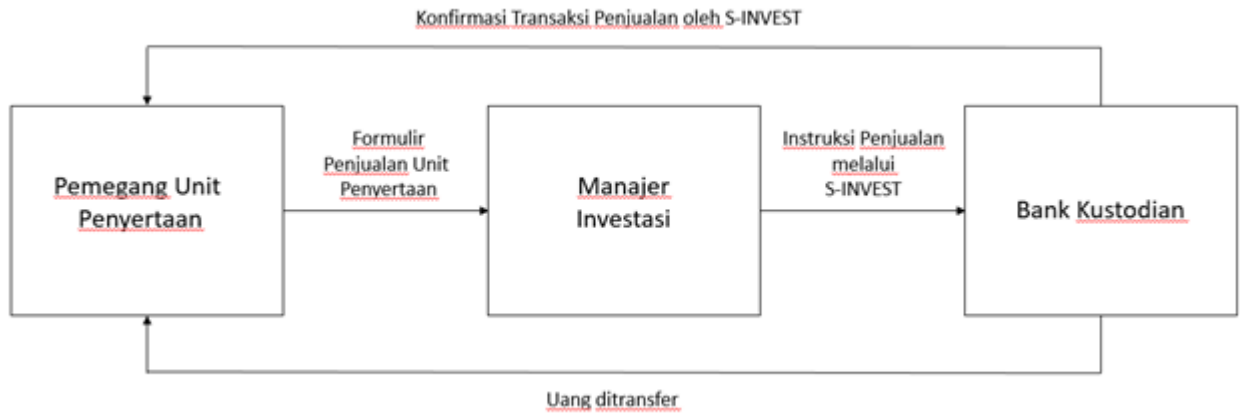 Konfirmasi Transaksi Penjualan oleh S-INVEST
Formulir
Penjualan Unit
Penyertaan
Instruksi Penjualan
melalui
S-INVEST
Pemegang Unit
Penyertaan
Manajer
Investasi
Bank Kustodian
Uang ditransfer